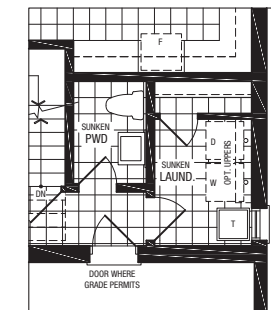 F
SUNKEN
PWD
SUNKEN
LAUND.
D
W
OPT. UPPERS
DN
T
DOOR WHERE
GRADE PERMITS